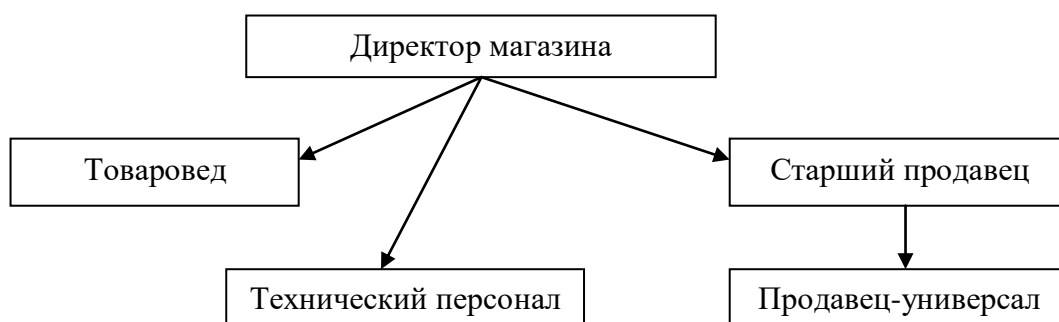 Директор магазина
Товаровед
Старший продавец
Технический персонал
Продавец-универсал